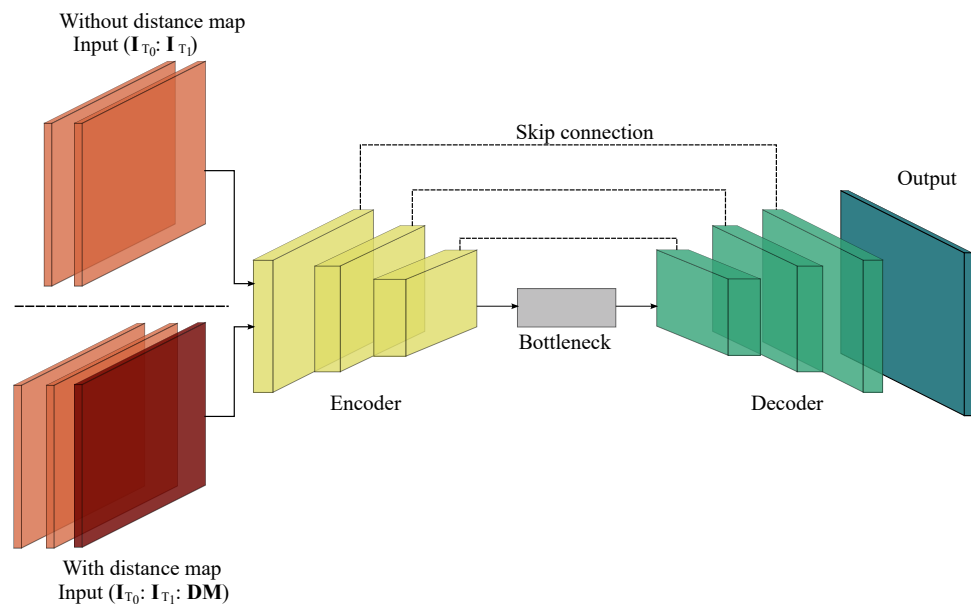 Without distance map
Input (I T₀: I T₁)
Skip connection
Output
Bottleneck
Encoder
Decoder
With distance map
Input (I T₀: I T₁: DM)